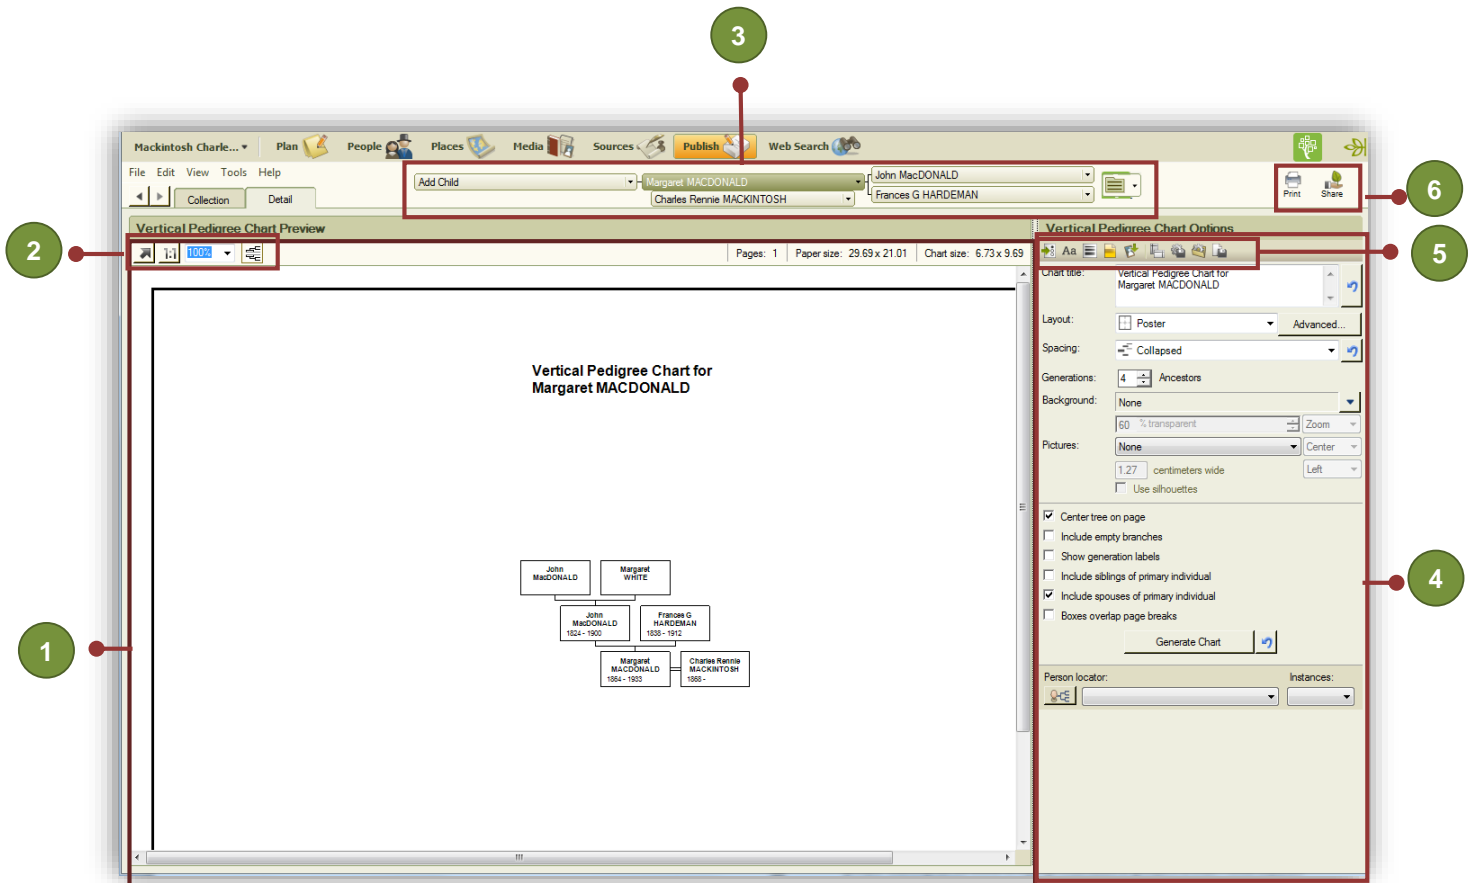 3
Mackintosh Charle...
Plan
People
Places
Media
Sources
Publish
Web Search
File Edit View Tools Help
Add Child
Margaret MACDONALD
Charles Rennie MACKINTOSH
John MacDONALD
Frances G HARDEMAN
Print
Share
6
Collection
Detail
2
Vertical Pedigree Chart Preview
Vertical Pedigree Chart Options
5
1:1
100%
Pages: 1
Paper size: 29.69 x 21.01
Chart size: 6.73 x 9.69
Aa
Chart title:
Vertical Pedigree Chart for
Margaret MACDONALD
Layout:
Poster
Advanced...
Spacing:
Collapsed
Generations:
4
Ancestors
Background:
None
60 % transparent
Zoom
Pictures:
None
Center
1.27 centimeters wide
Left
Use silhouettes
Center tree on page
Include empty branches
Show generation labels
Include siblings of primary individual
Include spouses of primary individual
Boxes overlap page breaks
4
Generate Chart
Person locator:
Instances:
Vertical Pedigree Chart for
Margaret MACDONALD
John
MacDONALD
Margaret
WHITE
John
MacDONALD
1824 - 1900
Frances G
HARDEMAN
1838 - 1912
Margaret
MACDONALD
1864 - 1933
Charles Rennie
MACKINTOSH
1868 -
1